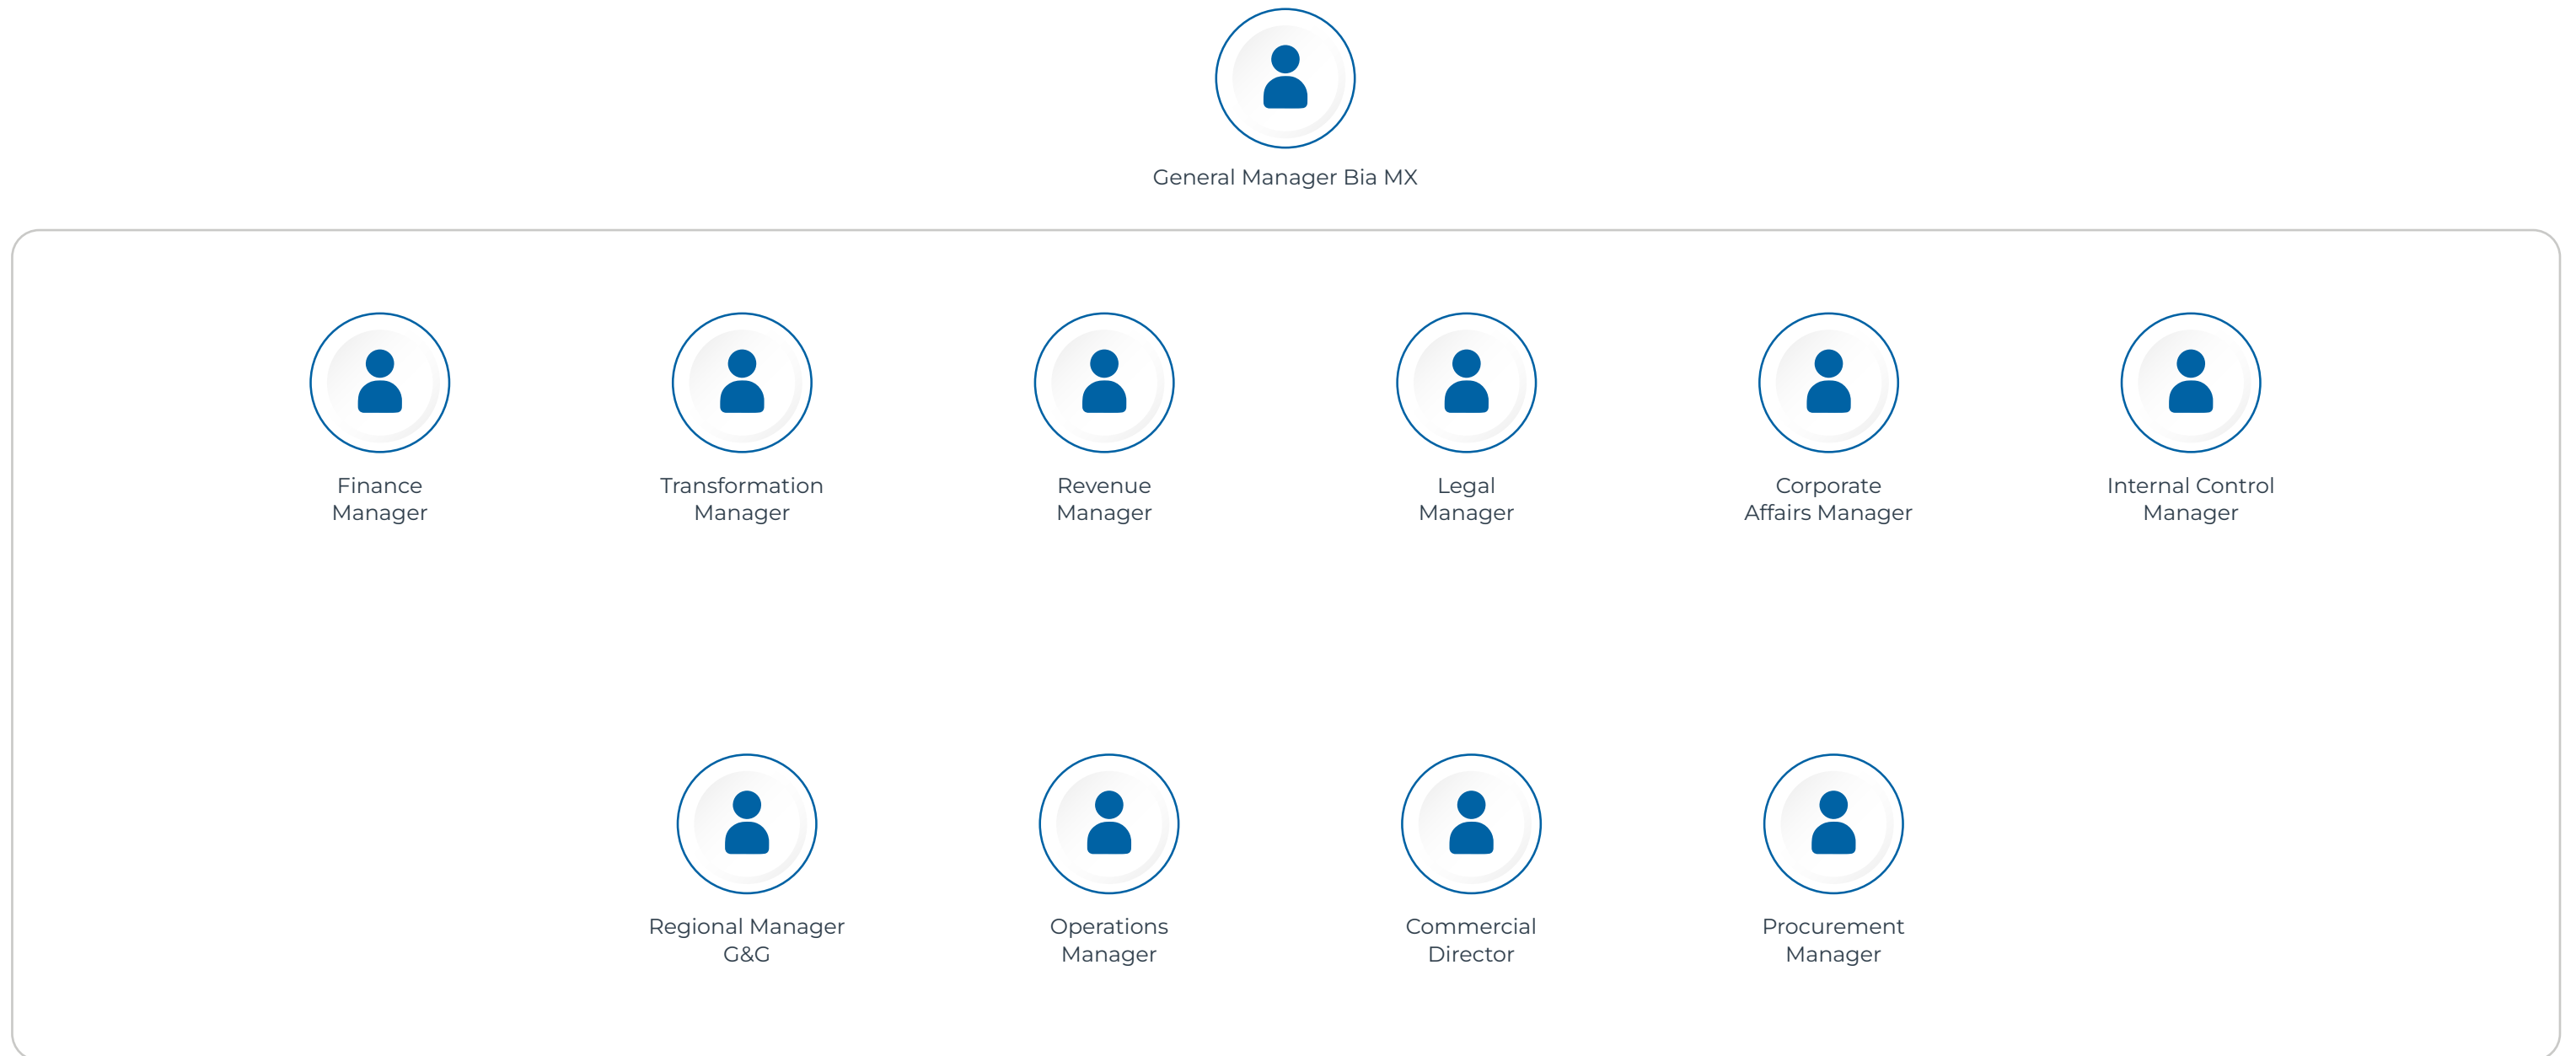 General Manager Bia MX
Finance
Manager
Transformation
Manager
Revenue
Manager
Legal
Manager
Corporate
Affairs Manager
Internal Control
Manager
Regional Manager
G&G
Operations
Manager
Commercial
Director
Procurement
Manager